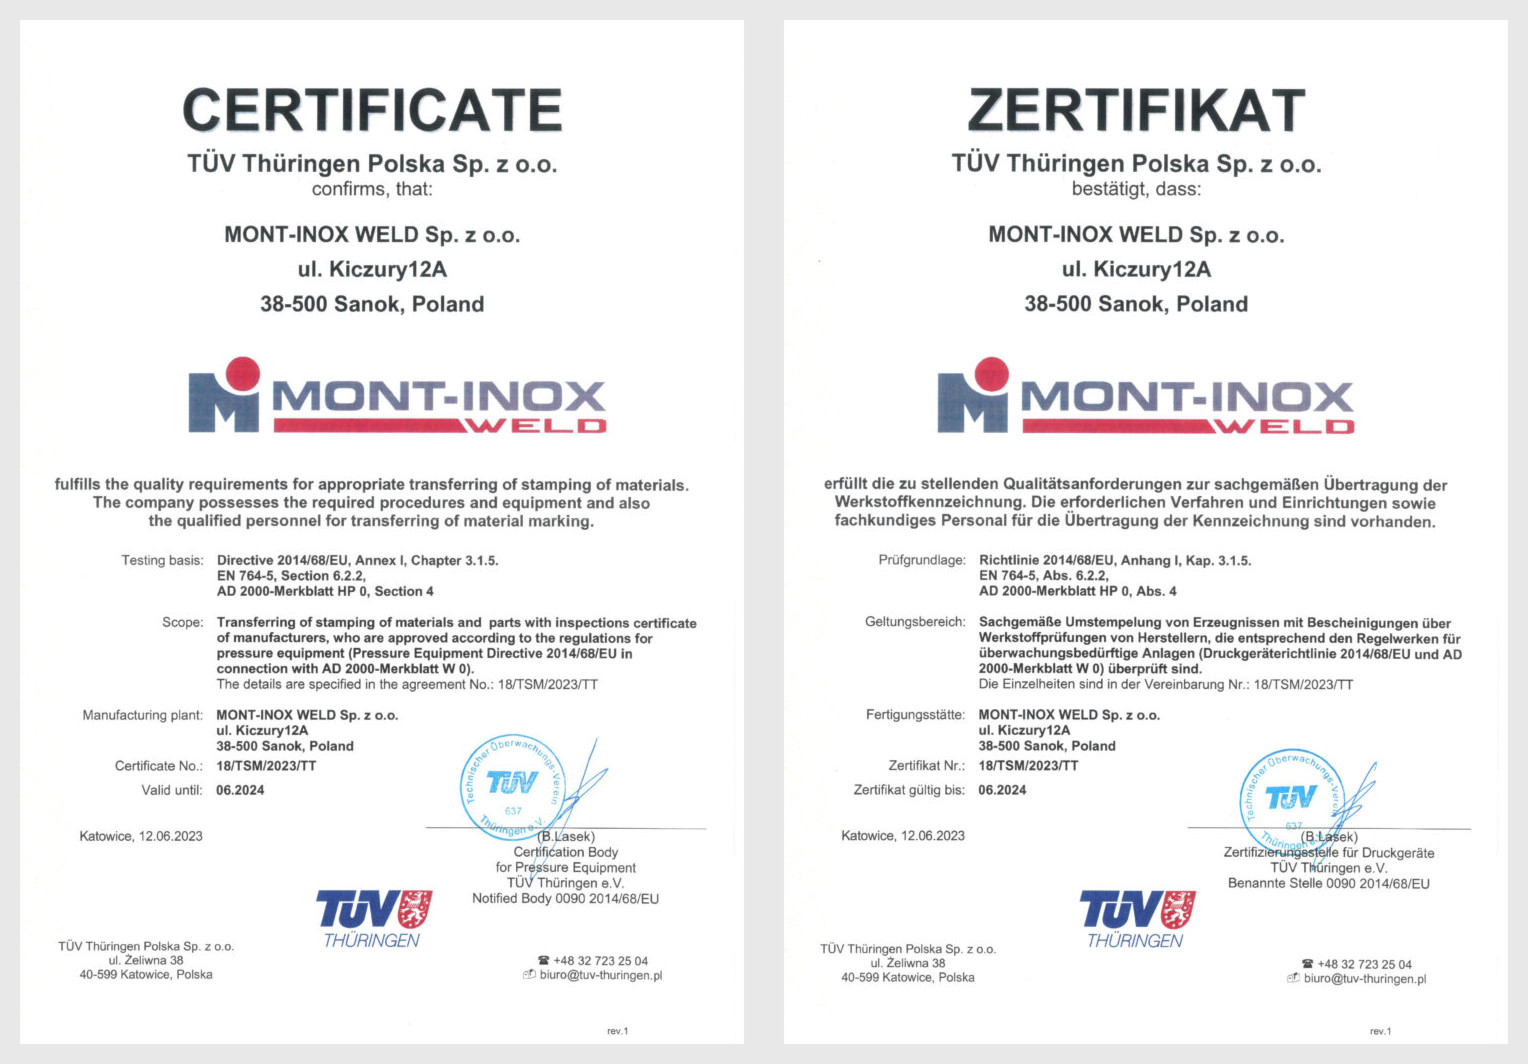 CERTIFICATE
TÜV Thüringen Polska Sp. z o.o.
confirms, that:
MONT-INOX WELD Sp. z o.o.
ul. Kiczury12A
38-500 Sanok, Poland
MONT-INOX
WELD
fulfills the quality requirements for appropriate transferring of stamping of materials.
The company possesses the required procedures and equipment and also
the qualified personnel for transferring of material marking.
Testing basis: Directive 2014/68/EU, Annex I, Chapter 3.1.5.
EN 764-5, Section 6.2.2,
AD 2000-Merkblatt HP 0, Section 4
Scope: Transferring of stamping of materials and parts with inspections certificate
of manufacturers, who are approved according to the regulations for
pressure equipment (Pressure Equipment Directive 2014/68/EU in
connection with AD 2000-Merkblatt W 0).
The details are specified in the agreement No.: 18/TSM/2023/TT
Manufacturing plant: MONT-INOX WELD Sp. z o.o.
ul. Kiczury12A
38-500 Sanok, Poland
Certificate No.: 18/TSM/2023/TT
Valid until: 06.2024
Technischer Überwachungs-Verein
TÜV
637
Thüringen e.V.
Katowice, 12.06.2023
(B.Lasek)
Certification Body
for Pressure Equipment
TÜV Thüringen e.V.
Notified Body 0090 2014/68/EU
TÜV
THÜRINGEN
TÜV Thüringen Polska Sp. z o.o.
ul. Żeliwna 38
40-599 Katowice, Polska
+48 32 723 25 04
biuro@tuv-thuringen.pl
rev.1
ZERTIFIKAT
TÜV Thüringen Polska Sp. z o.o.
bestätigt, dass:
MONT-INOX WELD Sp. z o.o.
ul. Kiczury12A
38-500 Sanok, Poland
MONT-INOX
WELD
erfüllt die zu stellenden Qualitätsanforderungen zur sachgemäßen Übertragung der
Werkstoffkennzeichnung. Die erforderlichen Verfahren und Einrichtungen sowie
fachkundiges Personal für die Übertragung der Kennzeichnung sind vorhanden.
Prüfgrundlage: Richtlinie 2014/68/EU, Anhang I, Kap. 3.1.5.
EN 764-5, Abs. 6.2.2,
AD 2000-Merkblatt HP 0, Abs. 4
Geltungsbereich: Sachgemäße Umstempelung von Erzeugnissen mit Bescheinigungen über
Werkstoffprüfungen von Herstellern, die entsprechend den Regelwerken für
überwachungsbedürftige Anlagen (Druckgeräterichtlinie 2014/68/EU und AD
2000-Merkblatt W 0) überprüft sind.
Die Einzelheiten sind in der Vereinbarung Nr.: 18/TSM/2023/TT
Fertigungsstätte: MONT-INOX WELD Sp. z o.o.
ul. Kiczury12A
38-500 Sanok, Poland
Zertifikat Nr.: 18/TSM/2023/TT
Zertifikat gültig bis: 06.2024
Technischer Überwachungs-Verein
TÜV
637
Thüringen e.V.
Katowice, 12.06.2023
(B.Lasek)
Zertifizierungsstelle für Druckgeräte
TÜV Thüringen e.V.
Benannte Stelle 0090 2014/68/EU
TÜV
THÜRINGEN
TÜV Thüringen Polska Sp. z o.o.
ul. Żeliwna 38
40-599 Katowice, Polska
+48 32 723 25 04
biuro@tuv-thuringen.pl
rev.1